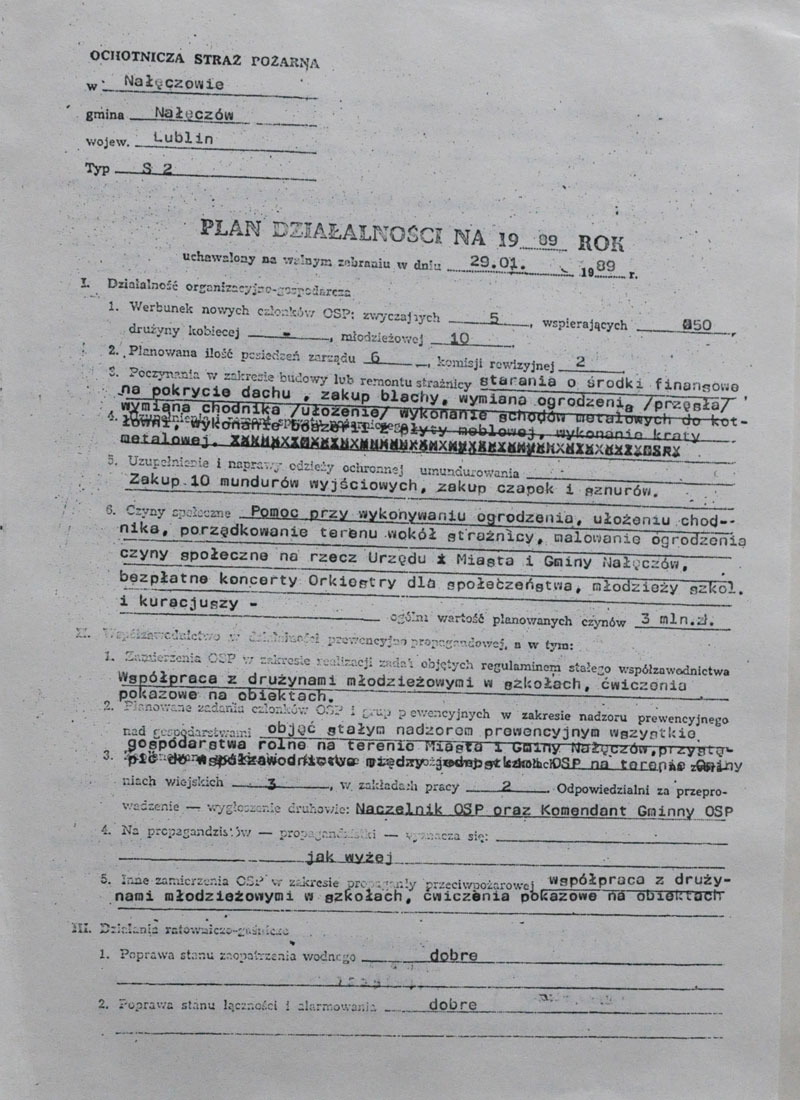 OCHOTNICZA STRAŻ POŻARNA
w Nałęczowie
gmina Nałęczów
wojew. Lublin
Typ S 2
PLAN DZIAŁALNOŚCI NA 19 89 ROK
uchwalony na walnym zebraniu w dniu 29.01. 1989 r.
I. Działalność organizacyjno-gospodarcza
1. Werbunek nowych członków OSP: zwyczajnych 5, wspierających 350,
drużyny kobiecej -, młodzieżowej 10
2. Planowana ilość posiedzeń zarządu 6, komisji rewizyjnej 2
3. Poczynania w zakresie budowy lub remontu strażnicy starania o środki finansowe
na pokrycie dachu , zakup blachy, wymiana ogrodzenia /przęsła/
wymiana chodnika /ułożenie/ wykonanie schodów metalowych do kot-
łowni, wykonanie boazerii z płyty meblowej, wykonanie kraty
metalowej.
5. Uzupełnienie i naprawy odzieży ochronnej umundurowania
Zakup 10 mundurów wyjściowych, zakup czapek i sznurów.
6. Czyny społeczne Pomoc przy wykonywaniu ogrodzenia, ułożeniu chod-
nika, porządkowanie terenu wokół strażnicy, malowanie ogrodzenia
czyny społeczne na rzecz Urzędu Miasta i Gminy Nałęczów,
bezpłatne koncerty Orkiestry dla społeczeństwa, młodzieży szkol.
i kuracjuszy -
ogólni wartość planowanych czynów 3 mln.zł.
II. Współzawodnictwo w działalności prewencyjno propagandowej, a w tym:
1. Zamierzenia OSP w zakresie realizacji zadań objętych regulaminem stałego współzawodnictwa
Współpraca z drużynami młodzieżowymi w szkołach, ćwiczenia
pokazowe na obiektach.
2. Planowane zadania członków OSP i grup prewencyjnych w zakresie nadzoru prewencyjnego
nad gospodarstwami objęć stałym nadzorem prewencyjnym wszystkie
gospodarstwa rolne na terenie Miasta i Gminy Nałęczów, przystą-
3. pić do współzawodnictwa między jednostkami OSP na terenie Gminy
niach wiejskich 3, w zakładach pracy 2. Odpowiedzialni za przepro-
wadzenie — wygłoszenie druhowie: Naczelnik OSP oraz Komendant Gminny OSP
4. Na propagandzistów — propagandzistki — wyznacza się:
jak wyżej
5. Inne zamierzenia OSP w zakresie propagandy przeciwpożarowej współpraca z druży-
nami młodzieżowymi w szkołach, ćwiczenia pokazowe na obiektach
III. Działania ratowniczo-gaśnicze
1. Poprawa stanu zaopatrzenia wodnego dobre
2. Poprawa stanu łączności i alarmowania dobre